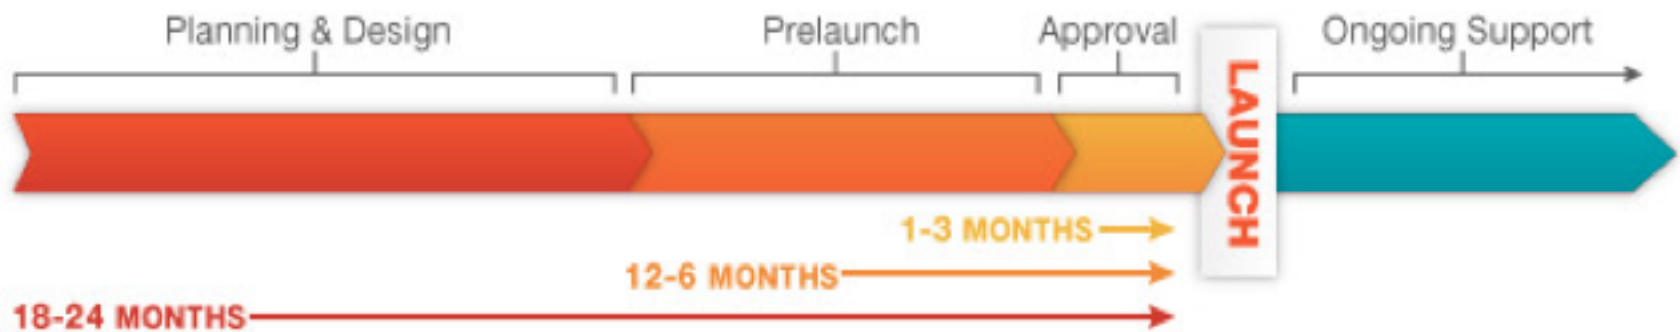 Planning & Design
Prelaunch
Approval
Ongoing Support
LAUNCH
1-3 MONTHS
12-6 MONTHS
18-24 MONTHS